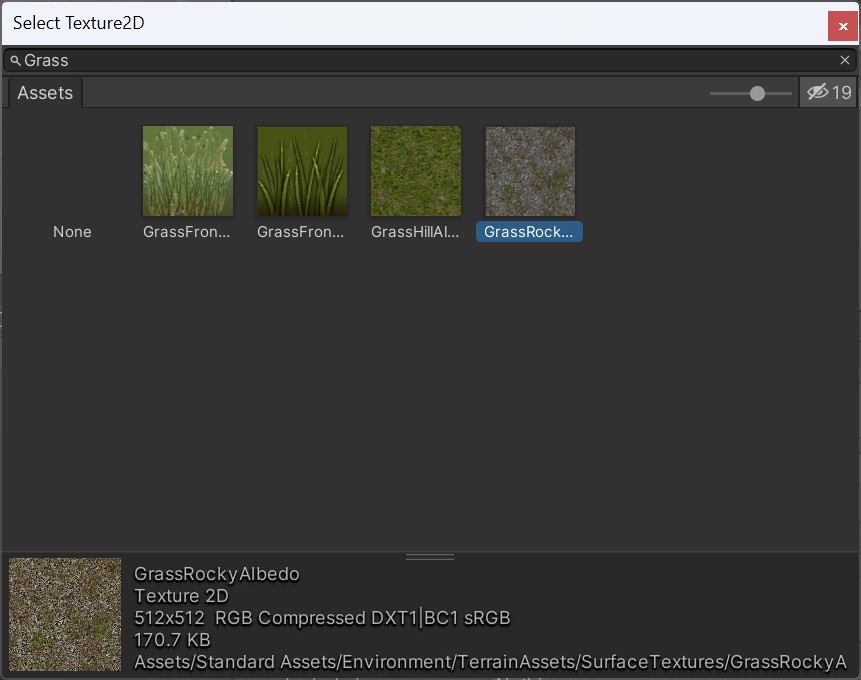 Select Texture2D
Grass
Assets
19
None
GrassFron...
GrassFron...
GrassHillAl...
GrassRock...
GrassRockyAlbedo
Texture 2D
512x512 RGB Compressed DXT1|BC1 sRGB
170.7 KB
Assets/Standard Assets/Environment/TerrainAssets/SurfaceTextures/GrassRockyA